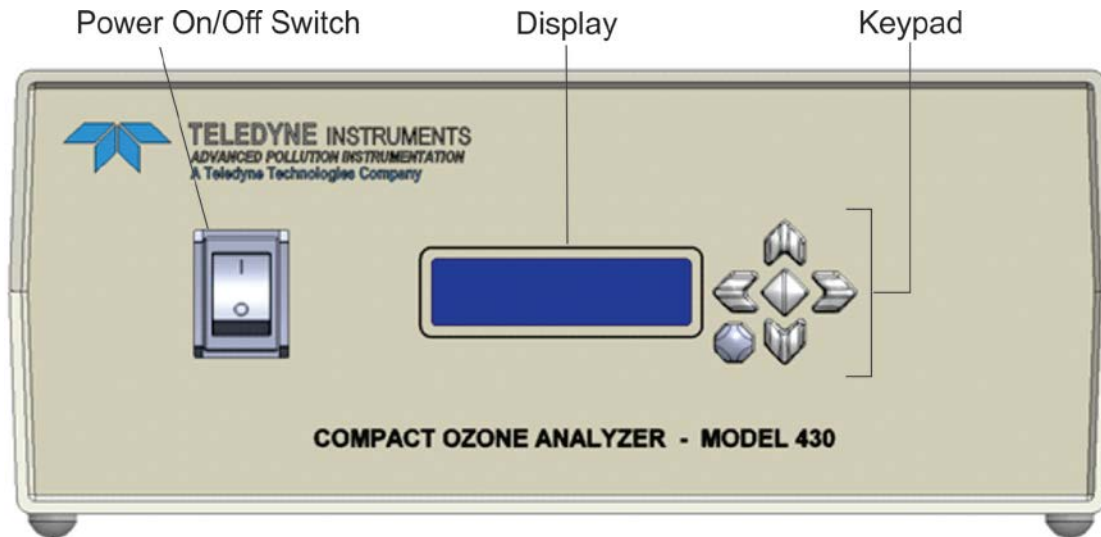 Power On/Off Switch
Display
Keypad
TELEDYNE INSTRUMENTS
ADVANCED POLLUTION INSTRUMENTATION
A Teledyne Technologies Company
COMPACT OZONE ANALYZER - MODEL 430